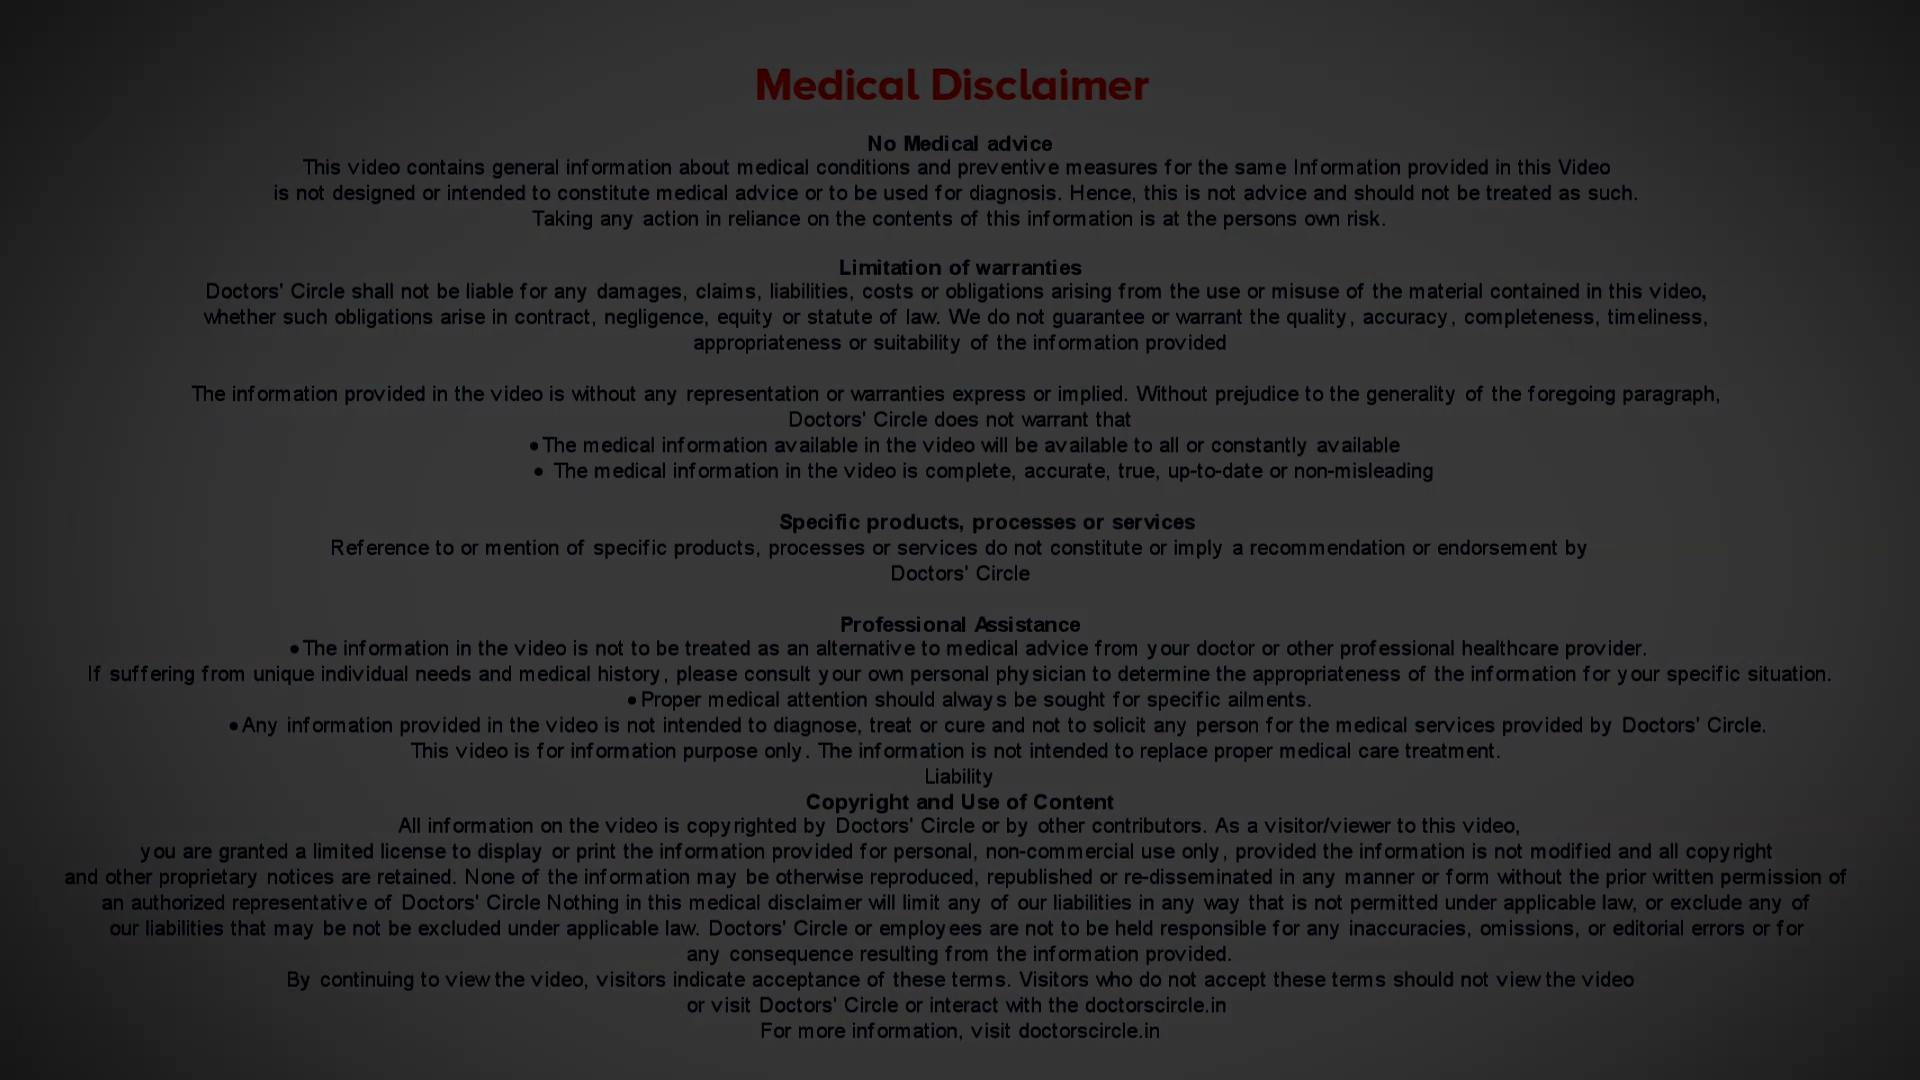 Medical Disclaimer
No Medical advice
This video contains general information about medical conditions and preventive measures for the same Information provided in this Video
is not designed or intended to constitute medical advice or to be used for diagnosis. Hence, this is not advice and should not be treated as such.
Taking any action in reliance on the contents of this information is at the persons own risk.
Limitation of warranties
Doctors' Circle shall not be liable for any damages, claims, liabilities, costs or obligations arising from the use or misuse of the material contained in this video,
whether such obligations arise in contract, negligence, equity or statute of law. We do not guarantee or warrant the quality, accuracy, completeness, timeliness,
appropriateness or suitability of the information provided
The information provided in the video is without any representation or warranties express or implied. Without prejudice to the generality of the foregoing paragraph,
Doctors' Circle does not warrant that
•The medical information available in the video will be available to all or constantly available
• The medical information in the video is complete, accurate, true, up-to-date or non-misleading
Specific products, processes or services
Reference to or mention of specific products, processes or services do not constitute or imply a recommendation or endorsement by
Doctors' Circle
Professional Assistance
•The information in the video is not to be treated as an alternative to medical advice from your doctor or other professional healthcare provider.
If suffering from unique individual needs and medical history, please consult your own personal physician to determine the appropriateness of the information for your specific situation.
•Proper medical attention should always be sought for specific ailments.
•Any information provided in the video is not intended to diagnose, treat or cure and not to solicit any person for the medical services provided by Doctors' Circle.
This video is for information purpose only. The information is not intended to replace proper medical care treatment.
Liability
Copyright and Use of Content
All information on the video is copyrighted by Doctors' Circle or by other contributors. As a visitor/viewer to this video,
you are granted a limited license to display or print the information provided for personal, non-commercial use only, provided the information is not modified and all copyright
and other proprietary notices are retained. None of the information may be otherwise reproduced, republished or re-disseminated in any manner or form without the prior written permission of
an authorized representative of Doctors' Circle Nothing in this medical disclaimer will limit any of our liabilities in any way that is not permitted under applicable law, or exclude any of
our liabilities that may be not be excluded under applicable law. Doctors' Circle or employees are not to be held responsible for any inaccuracies, omissions, or editorial errors or for
any consequence resulting from the information provided.
By continuing to view the video, visitors indicate acceptance of these terms. Visitors who do not accept these terms should not view the video
or visit Doctors' Circle or interact with the doctorscircle.in
For more information, visit doctorscircle.in